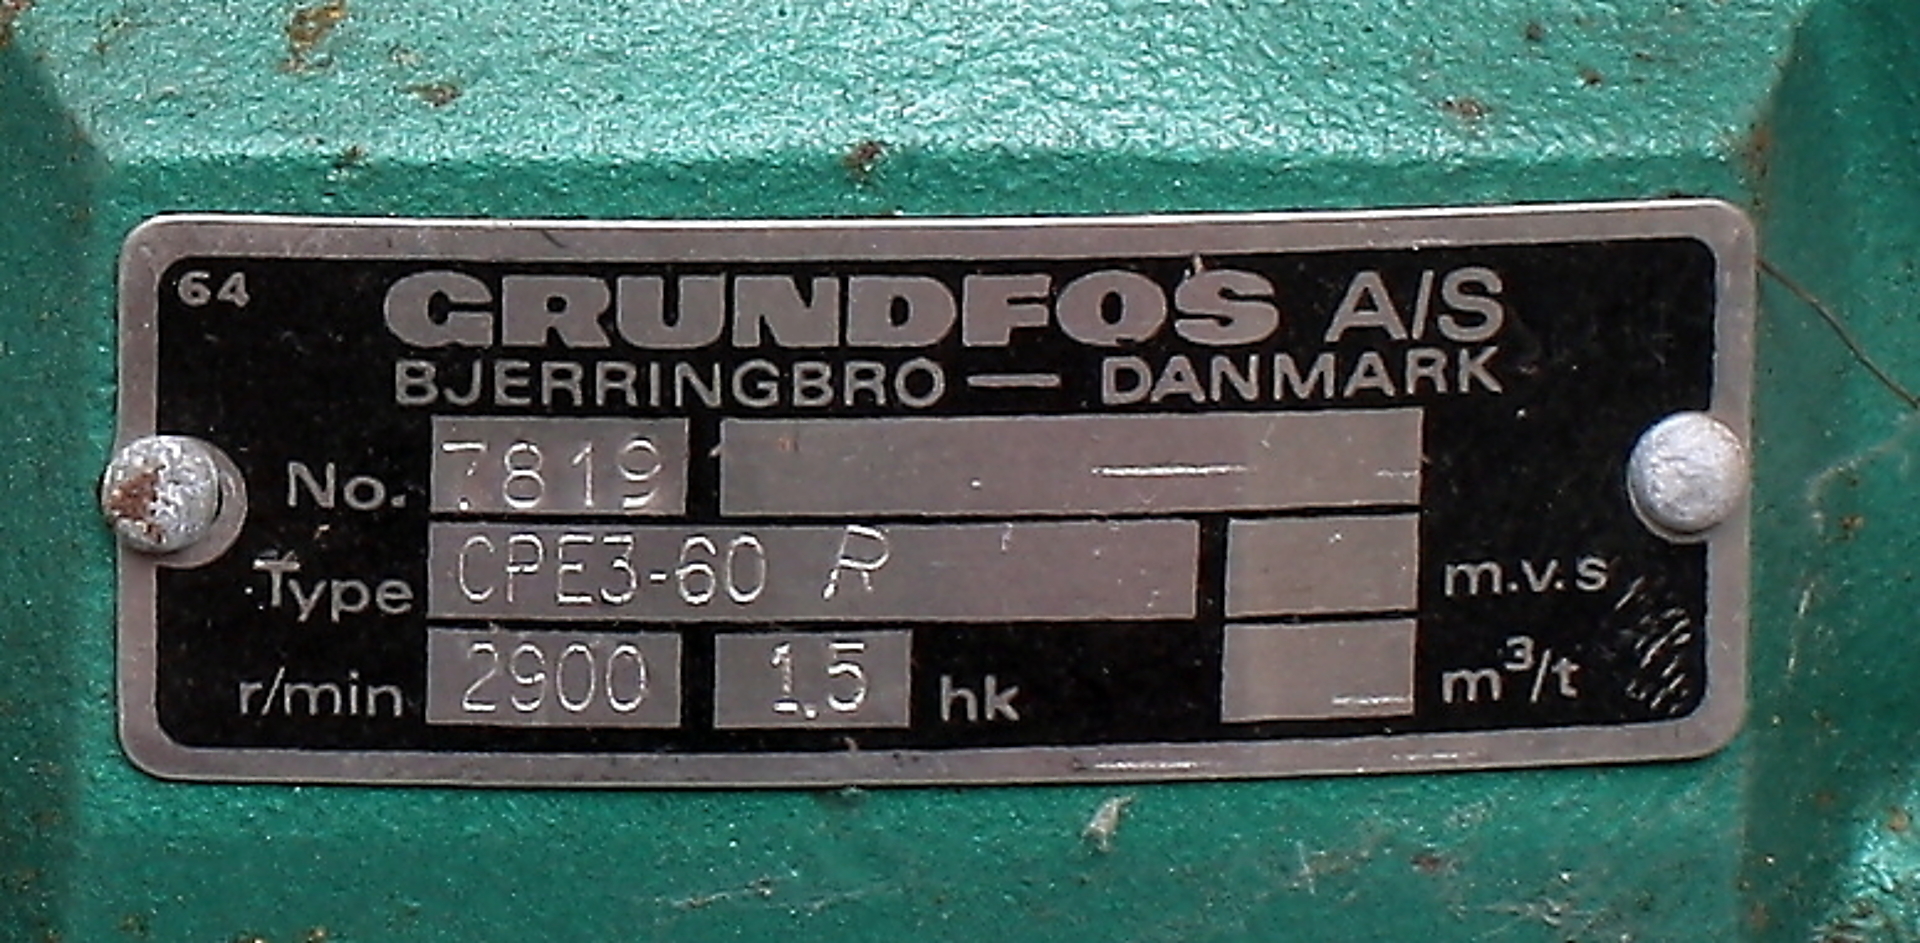 64
GRUNDFOS A/S
BJERRINGBRO — DANMARK
No. 7819
Type CPE3-60 R m.v.s
r/min 2900 1.5 hk m³/t